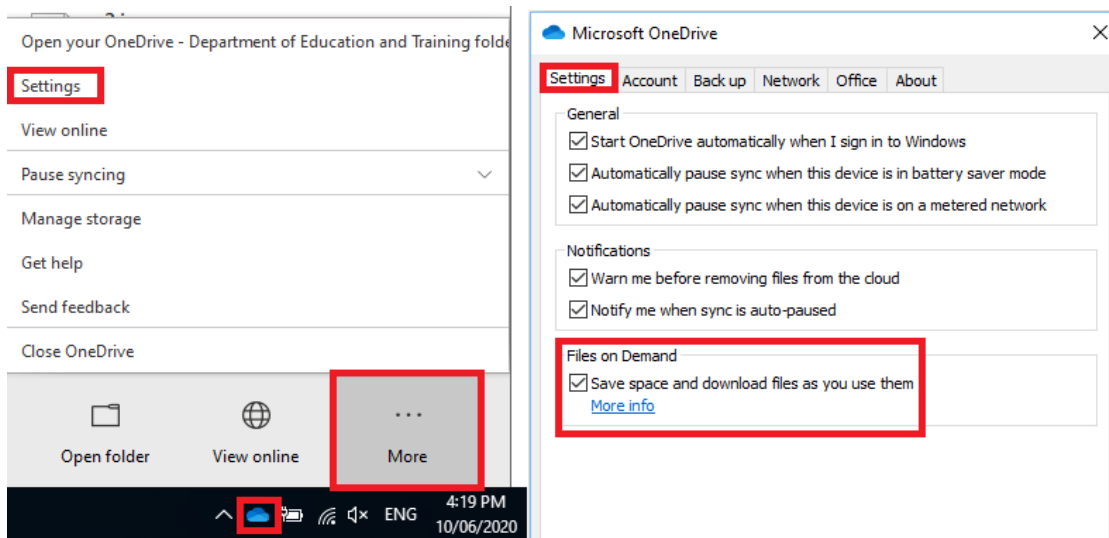 Open your OneDrive - Department of Education and Training folde
Settings
View online
Pause syncing
Manage storage
Get help
Send feedback
Close OneDrive
Open folder
View online
More
ENG
4:19 PM
10/06/2020
Microsoft OneDrive
Settings
Account
Back up
Network
Office
About
General
Start OneDrive automatically when I sign in to Windows
Automatically pause sync when this device is in battery saver mode
Automatically pause sync when this device is on a metered network
Notifications
Warn me before removing files from the cloud
Notify me when sync is auto-paused
Files on Demand
Save space and download files as you use them
More info